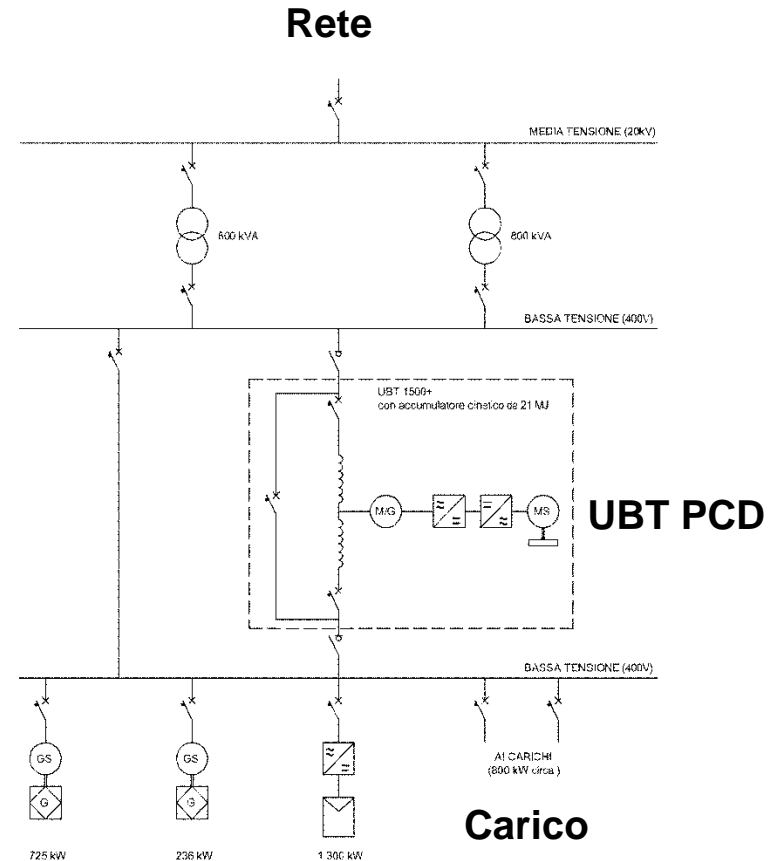 Rete
MEDIA TENSIONE (20kV)
800 kVA
800 kVA
BASSA TENSIONE (400V)
UBT 1500+
con accumulatore cinetico da 21 MJ
M/G
MS
UBT PCD
BASSA TENSIONE (400V)
GS
GS
AI CARICHI
(800 kW circa )
G
G
Carico
725 kW
236 kW
1.300 kW